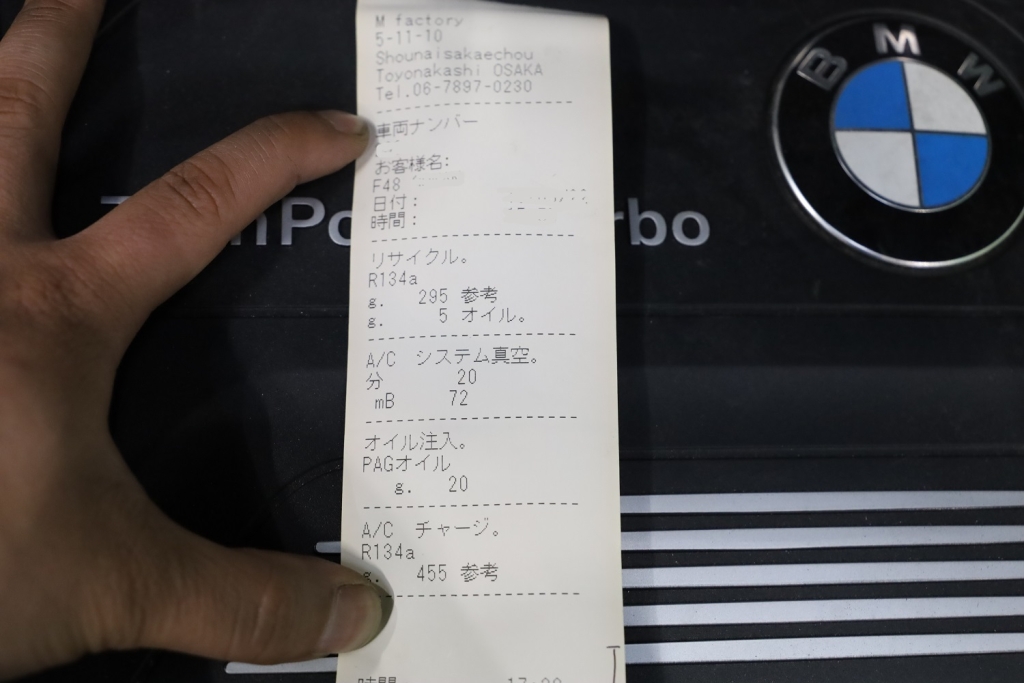 M factory
5-11-10
Shounaisakaechou
Toyonakashi OSAKA
Tel.06-7897-0230
車両ナンバー
お客様名:
F48
日付:
時間:
リサイクル。
R134a
g. 295 参考
g. 5 オイル。
A/C システム真空。
分 20
mB 72
オイル注入。
PAGオイル
g. 20
A/C チャージ。
R134a
g. 455 参考
時間
BMW